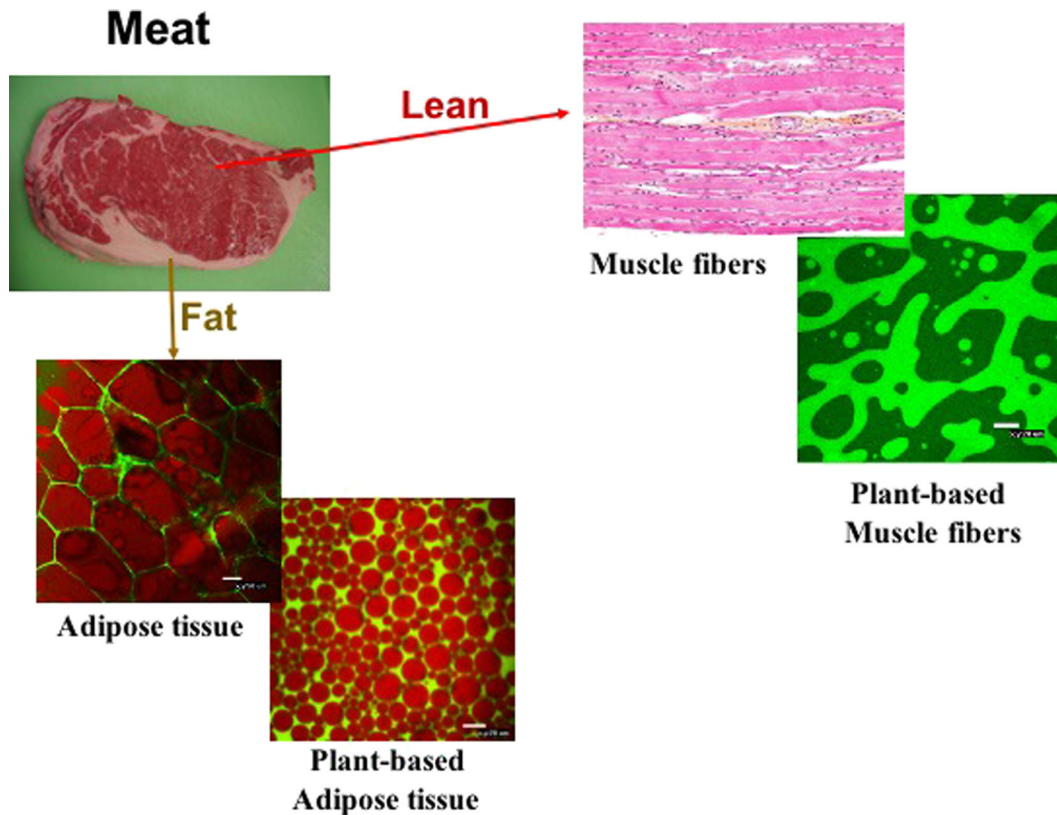 Meat
Lean
Muscle fibers
Fat
Plant-based
Muscle fibers
Adipose tissue
Plant-based
Adipose tissue